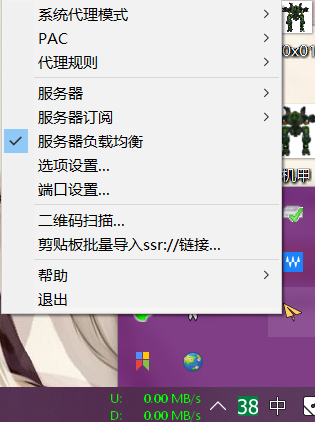 系统代理模式
PAC
代理规则
服务器
服务器订阅
服务器负载均衡
选项设置...
端口设置...
二维码扫描...
剪贴板批量导入ssr://链接...
帮助
退出
0x01
机甲
U: 0.00 MB/s
D: 0.00 MB/s
38
中